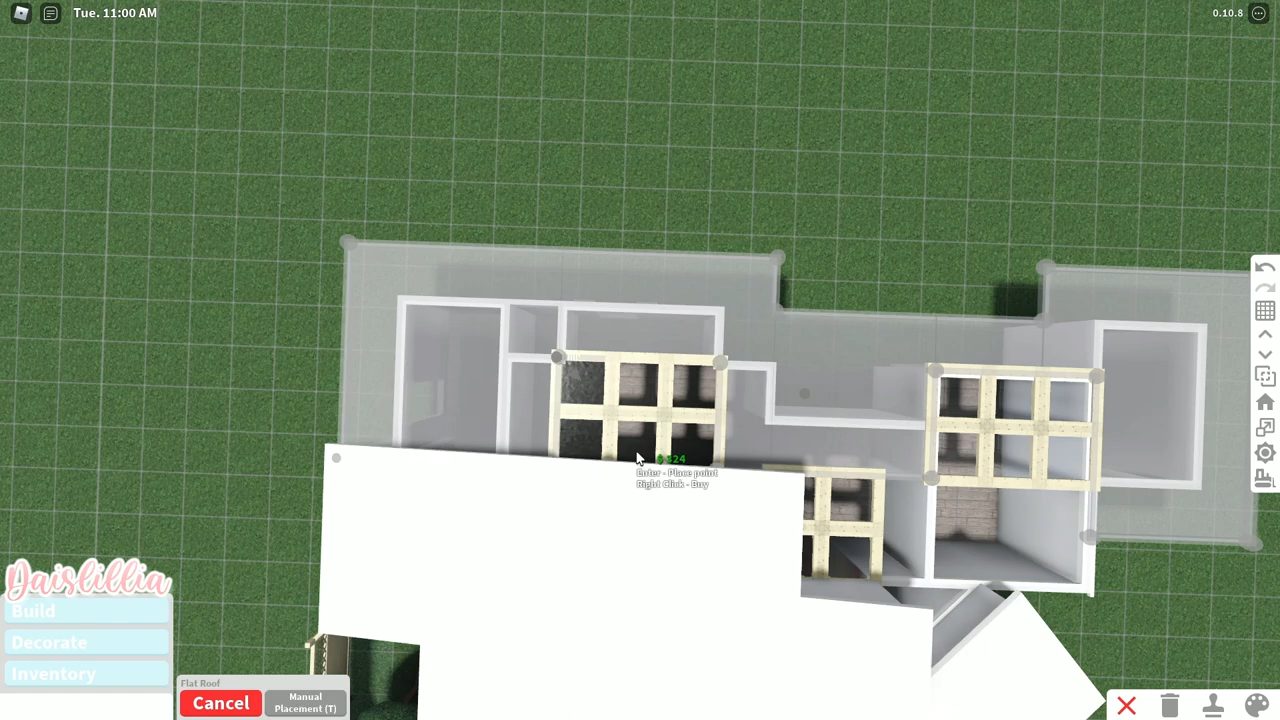 Tue. 11:00 AM
0.10.8
Enter - Place point
Right Click - Buy
Daislillia
Build
Decorate
Inventory
Flat Roof
Cancel
Manual
Placement (T)